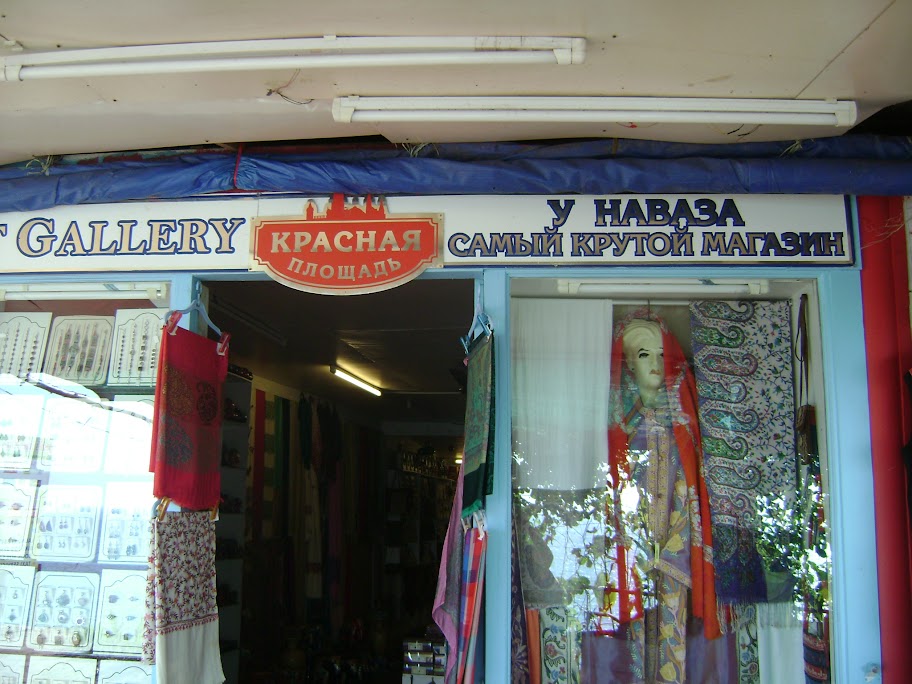 GALLERY
КРАСНАЯ
ПЛОЩАДЬ
У НАВАЗА
САМЫЙ КРУТОЙ МАГАЗИН